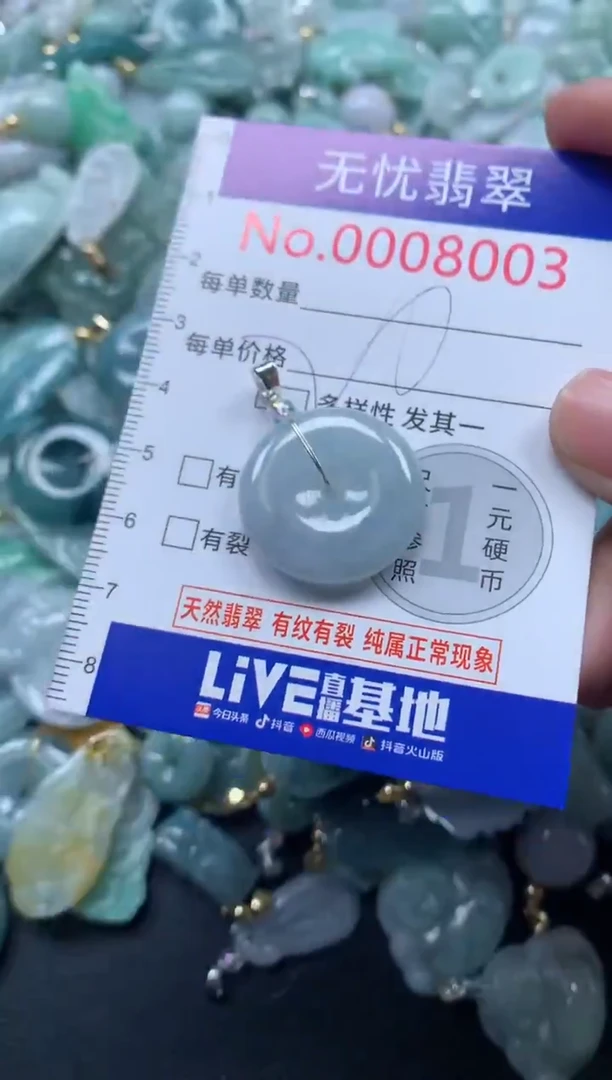 无忧翡翠
No.0008003
1
2
每单数量
3
每单价格
4
多样性 发其一
5
有
一元硬币
1
6
有裂
照
7
天然翡翠 有纹有裂 纯属正常现象
8
LiVE直播基地
今日头条 抖音 西瓜视频 抖音火山版